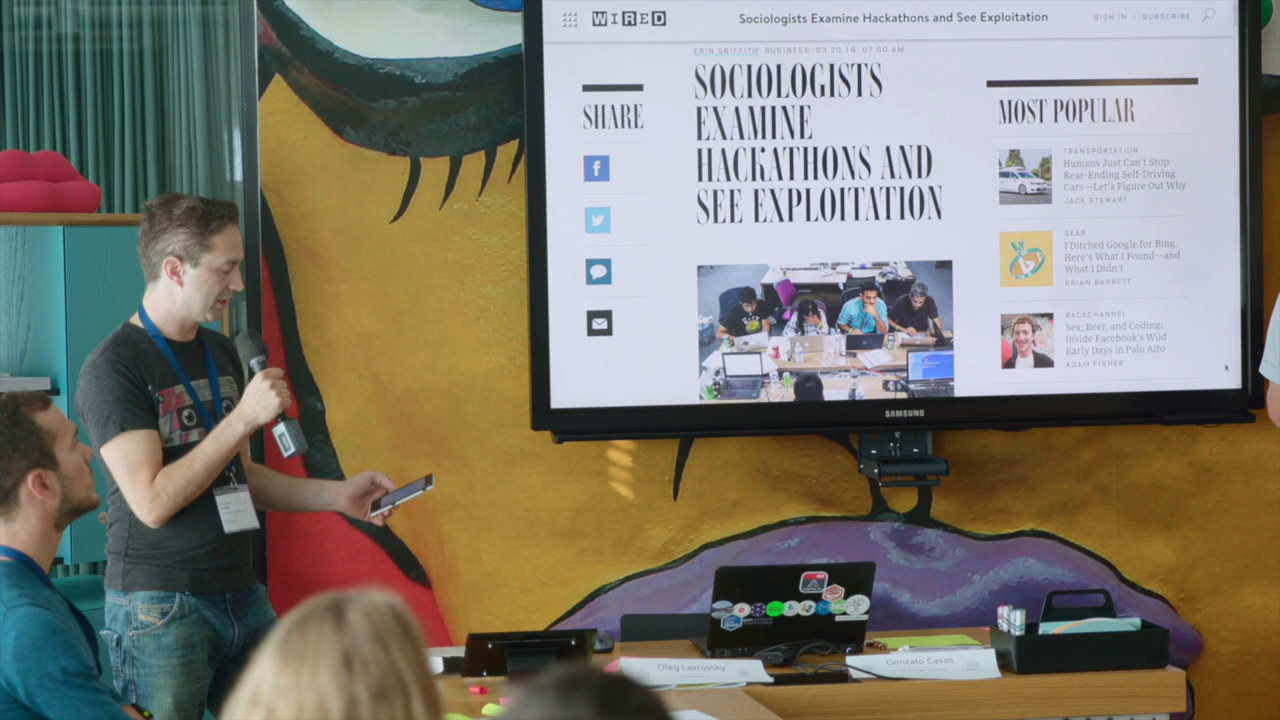 WIRED
Sociologists Examine Hackathons and See Exploitation
SIGN IN | SUBSCRIBE
ERIN GRIFFITH BUSINESS 03.20.18 07:00 AM
SOCIOLOGISTS
EXAMINE
HACKATHONS AND
SEE EXPLOITATION
SHARE
MOST POPULAR
TRANSPORTATION
Humans Just Can't Stop
Rear-Ending Self-Driving
Cars—Let's Figure Out Why
JACK STEWART
GEAR
I Ditched Google for Bing.
Here's What I Found—and
What I Didn't
BRIAN BARRETT
BACKCHANNEL
Sex, Beer, and Coding:
Inside Facebook's Wild
Early Days in Palo Alto
ADAM FISHER
SAMSUNG
Oleg Lavrovsky
Gonzalo Casas